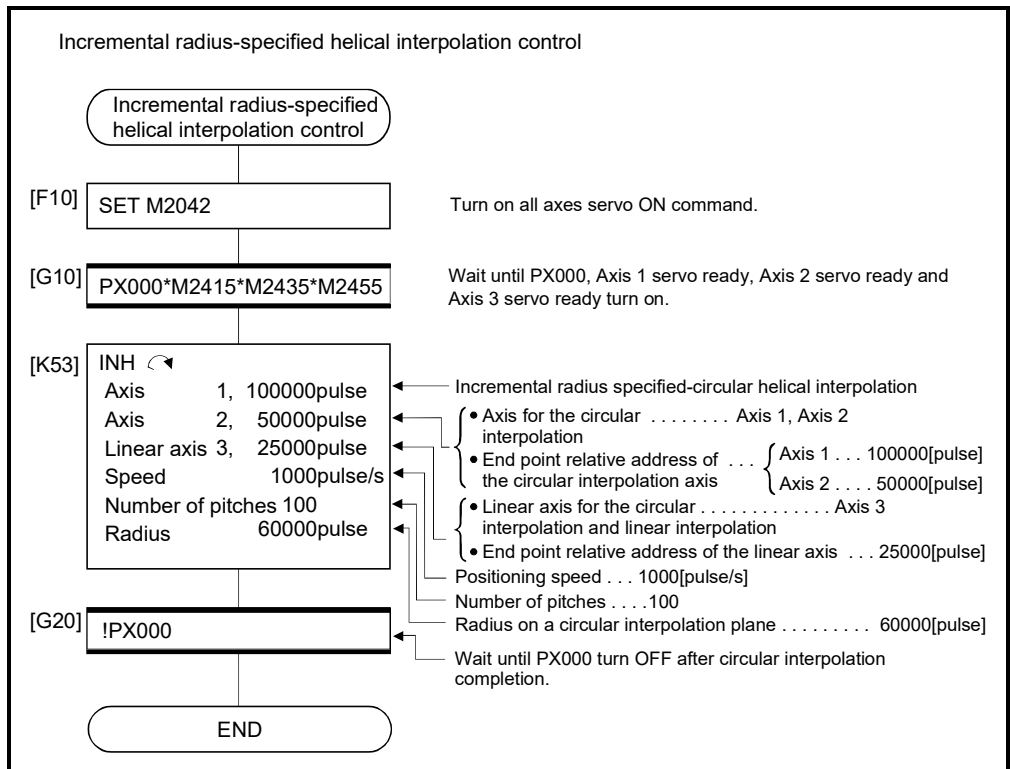 Incremental radius-specified helical interpolation control
Incremental radius-specified
helical interpolation control
[F10]
SET M2042
Turn on all axes servo ON command.
[G10]
PX000*M2415*M2435*M2455
Wait until PX000, Axis 1 servo ready, Axis 2 servo ready and
Axis 3 servo ready turn on.
[K53]
INH
Axis 1, 100000pulse
Axis 2, 50000pulse
Linear axis 3, 25000pulse
Speed 1000pulse/s
Number of pitches 100
Radius 60000pulse
Incremental radius specified-circular helical interpolation
• Axis for the circular . . . . . . . . Axis 1, Axis 2
interpolation
• End point relative address of . . .
the circular interpolation axis
Axis 1 . . . 100000[pulse]
Axis 2 . . . . 50000[pulse]
• Linear axis for the circular . . . . . . . . . . . . . Axis 3
interpolation and linear interpolation
• End point relative address of the linear axis . . . 25000[pulse]
Positioning speed . . . 1000[pulse/s]
Number of pitches . . . .100
Radius on a circular interpolation plane . . . . . . . . . 60000[pulse]
[G20]
!PX000
Wait until PX000 turn OFF after circular interpolation
completion.
END